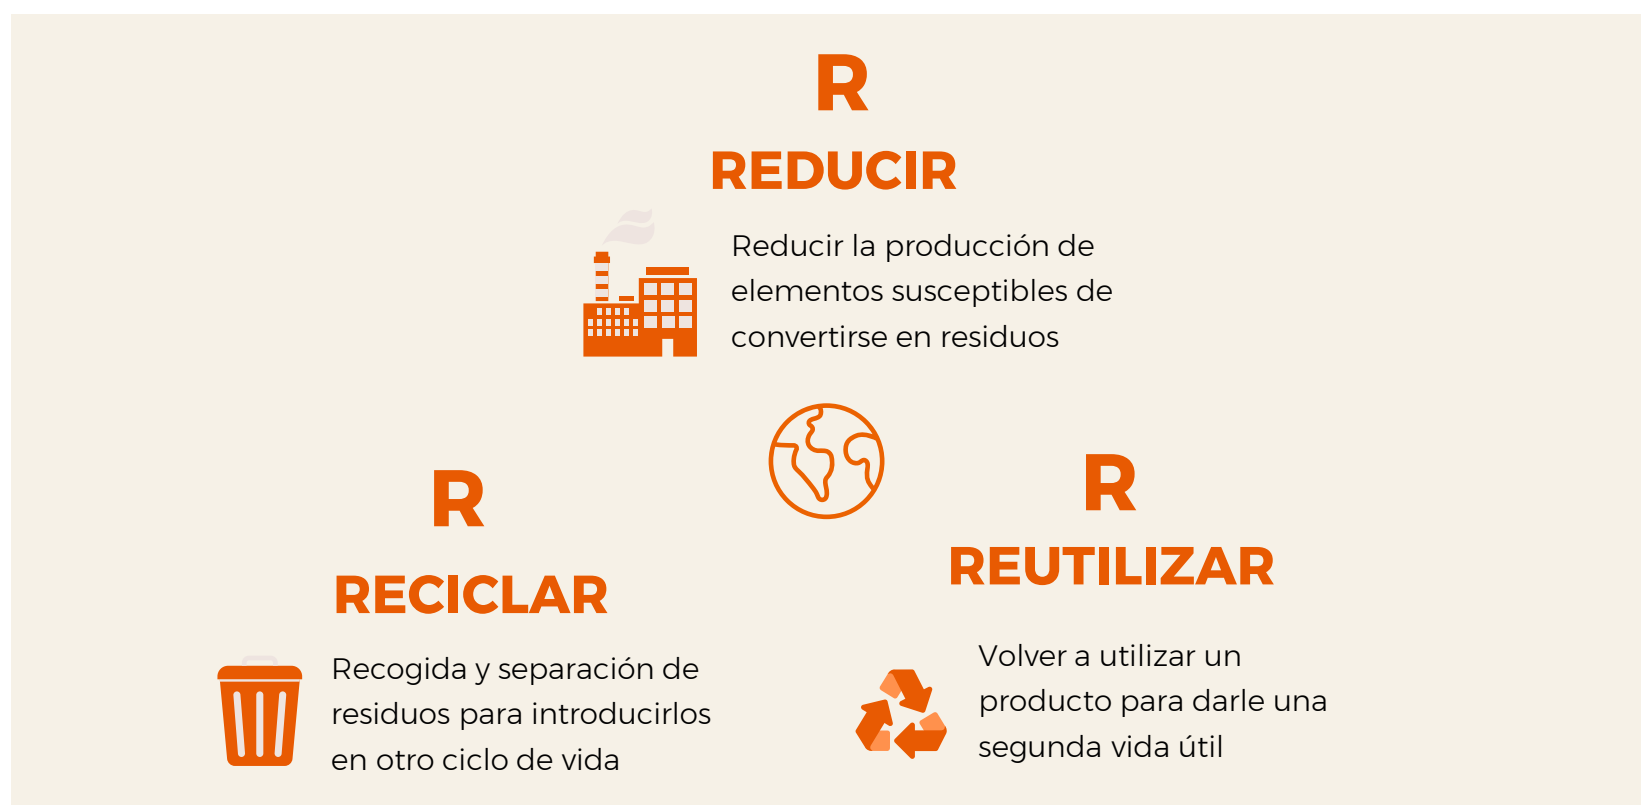 R
REDUCIR
Reducir la producción de
elementos susceptibles de
convertirse en residuos
R
RECICLAR
Recogida y separación de
residuos para introducirlos
en otro ciclo de vida
R
REUTILIZAR
Volver a utilizar un
producto para darle una
segunda vida útil